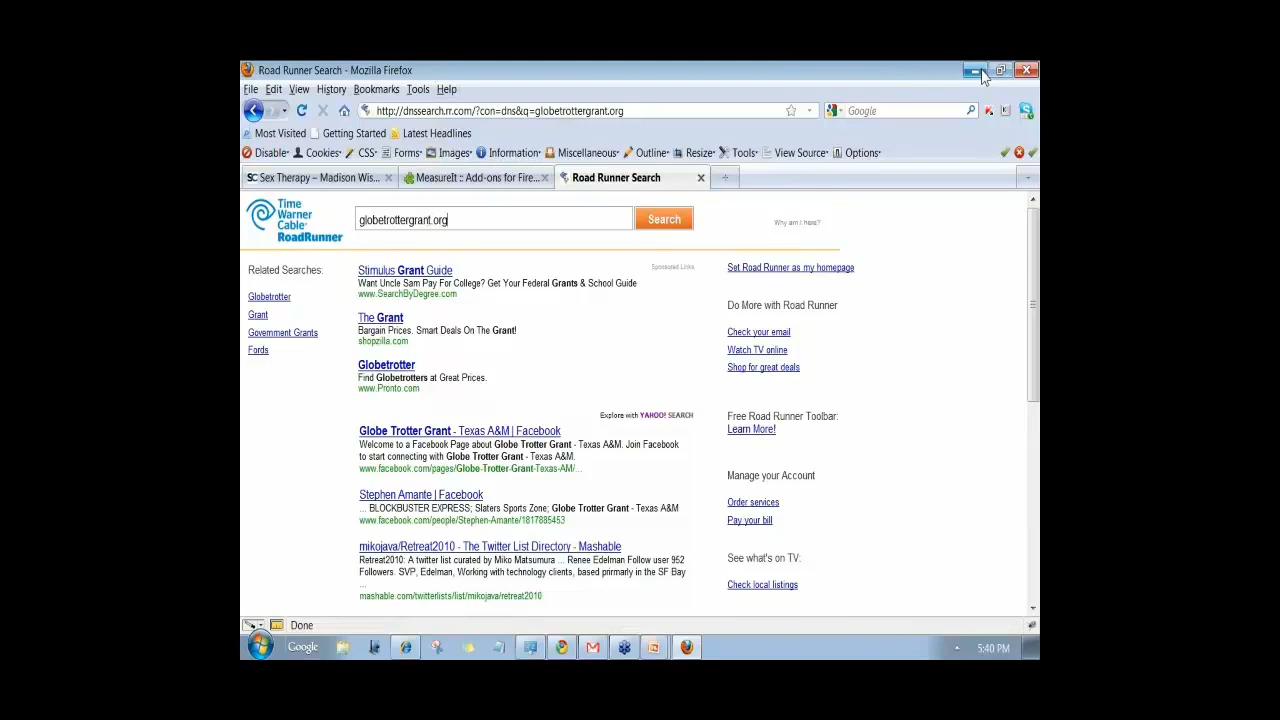 Road Runner Search - Mozilla Firefox
File Edit View History Bookmarks Tools Help
http://dnssearch.rr.com/?con=dns&q=globetrottergrant.org
Google
Most Visited Getting Started Latest Headlines
Disable Cookies CSS Forms Images Information Miscellaneous Outline Resize Tools View Source Options
SC Sex Therapy – Madison Wis... MeasureIt :: Add-ons for Fire... Road Runner Search
Time Warner Cable RoadRunner
globetrottergrant.org
Search
Why am I here?
Related Searches:
Globetrotter
Grant
Government Grants
Fords
Sponsored Links
Stimulus Grant Guide
Want Uncle Sam Pay For College? Get Your Federal Grants & School Guide
www.SearchByDegree.com
The Grant
Bargain Prices. Smart Deals On The Grant!
shopzilla.com
Globetrotter
Find Globetrotters at Great Prices.
www.Pronto.com
Explore with YAHOO! SEARCH
Globe Trotter Grant - Texas A&M | Facebook
Welcome to a Facebook Page about Globe Trotter Grant - Texas A&M. Join Facebook
to start connecting with Globe Trotter Grant - Texas A&M.
www.facebook.com/pages/Globe-Trotter-Grant-Texas-AM/...
Stephen Amante | Facebook
... BLOCKBUSTER EXPRESS; Slaters Sports Zone; Globe Trotter Grant - Texas A&M
www.facebook.com/people/Stephen-Amante/1817885453
mikojava/Retreat2010 - The Twitter List Directory - Mashable
Retreat2010: A twitter list curated by Miko Matsumura ... Renee Edelman Follow user 952
Followers. SVP, Edelman, Working with technology clients, based primarly in the SF Bay
...
mashable.com/twitterlists/list/mikojava/retreat2010
Set Road Runner as my homepage
Do More with Road Runner
Check your email
Watch TV online
Shop for great deals
Free Road Runner Toolbar:
Learn More!
Manage your Account
Order services
Pay your bill
See what's on TV:
Check local listings
Done
Google
5:40 PM